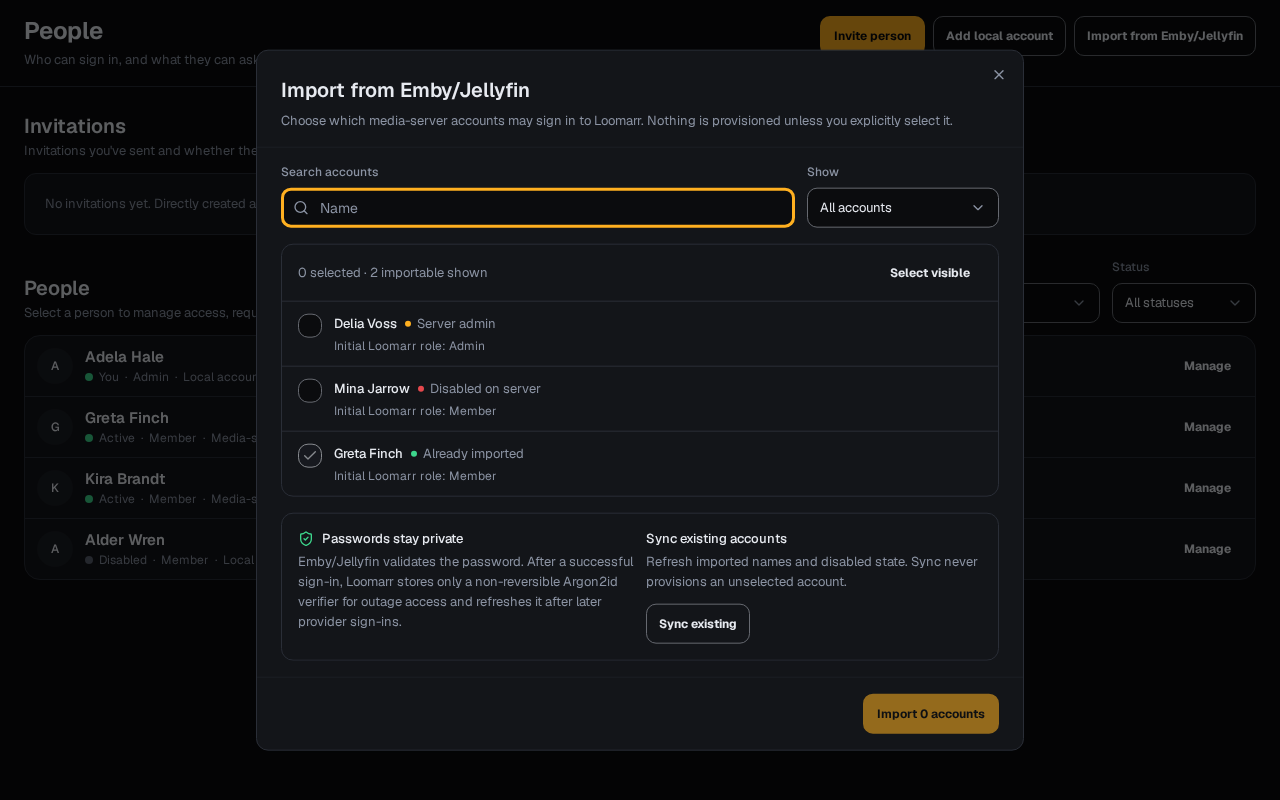 People
Who can sign in, and what they can ask
Invite person
Add local account
Import from Emby/Jellyfin
Invitations
Invitations you've sent and whether the
No invitations yet. Directly created a
People
Select a person to manage access, requ
Status
All statuses
A
Adela Hale
You · Admin · Local accoun
Manage
G
Greta Finch
Active · Member · Media-s
Manage
K
Kira Brandt
Active · Member · Media-s
Manage
A
Alder Wren
Disabled · Member · Local
Manage
Import from Emby/Jellyfin
Choose which media-server accounts may sign in to Loomarr. Nothing is provisioned unless you explicitly select it.
Search accounts
Name
Show
All accounts
0 selected · 2 importable shown
Select visible
Delia Voss
Server admin
Initial Loomarr role: Admin
Mina Jarrow
Disabled on server
Initial Loomarr role: Member
Greta Finch
Already imported
Initial Loomarr role: Member
Passwords stay private
Emby/Jellyfin validates the password. After a successful
sign-in, Loomarr stores only a non-reversible Argon2id
verifier for outage access and refreshes it after later
provider sign-ins.
Sync existing accounts
Refresh imported names and disabled state. Sync never
provisions an unselected account.
Sync existing
Import 0 accounts